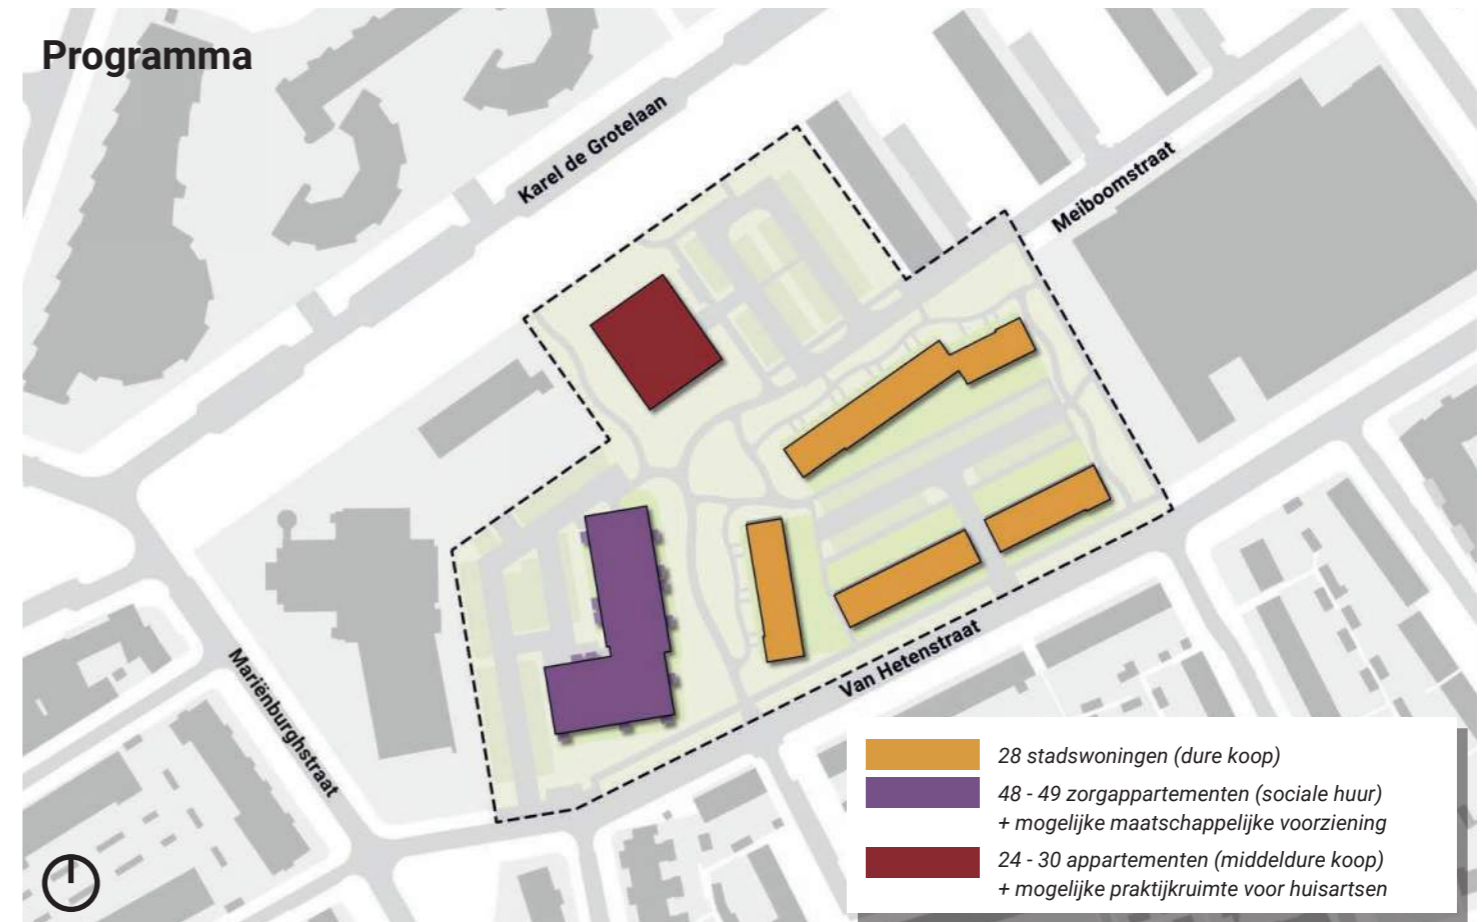 Programma
Karel de Grotelaan
Meiboomstraat
Van Hetenstraat
Mariënburghstraat
28 stadswoningen (dure koop)
48 - 49 zorgappartementen (sociale huur)
+ mogelijke maatschappelijke voorziening
24 - 30 appartementen (middeldure koop)
+ mogelijke praktijkruimte voor huisartsen